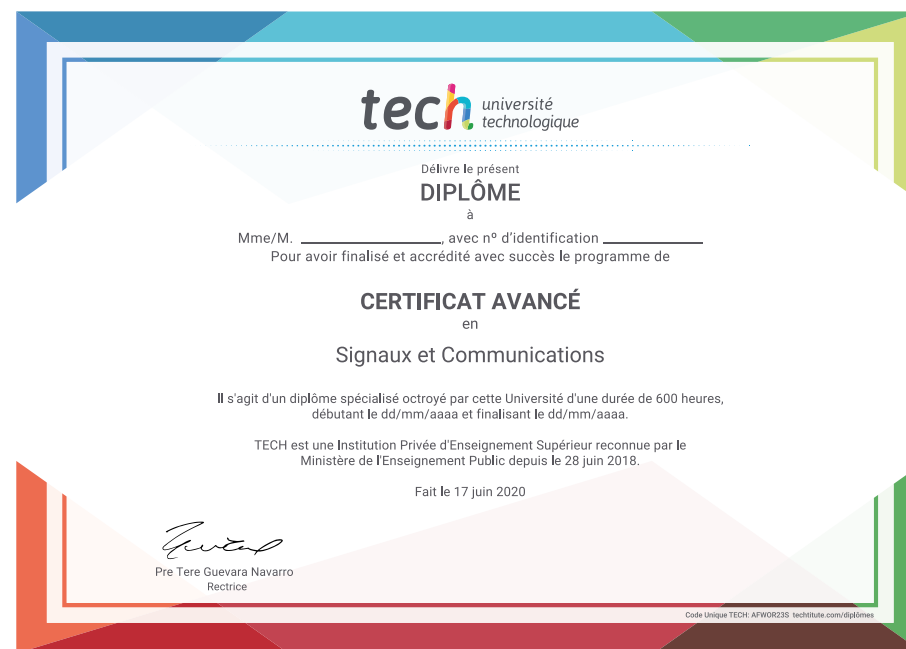 tech université
technologique
Délivre le présent
DIPLÔME
à
Mme/M. ____________________, avec nº d'identification ______________
Pour avoir finalisé et accrédité avec succès le programme de
CERTIFICAT AVANCÉ
en
Signaux et Communications
Il s'agit d'un diplôme spécialisé octroyé par cette Université d'une durée de 600 heures,
débutant le dd/mm/aaaa et finalisant le dd/mm/aaaa.
TECH est une Institution Privée d'Enseignement Supérieur reconnue par le
Ministère de l'Enseignement Public depuis le 28 juin 2018.
Fait le 17 juin 2020
Pre Tere Guevara Navarro
Rectrice
Code Unique TECH: AFWOR23S techtitute.com/diplômes